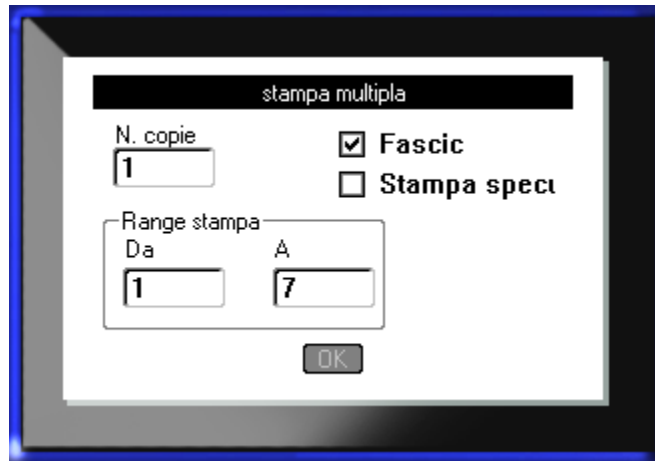 stampa multipla
N. copie
1
Fascic
Stampa specu
Range stampa
Da A
1 7
OK